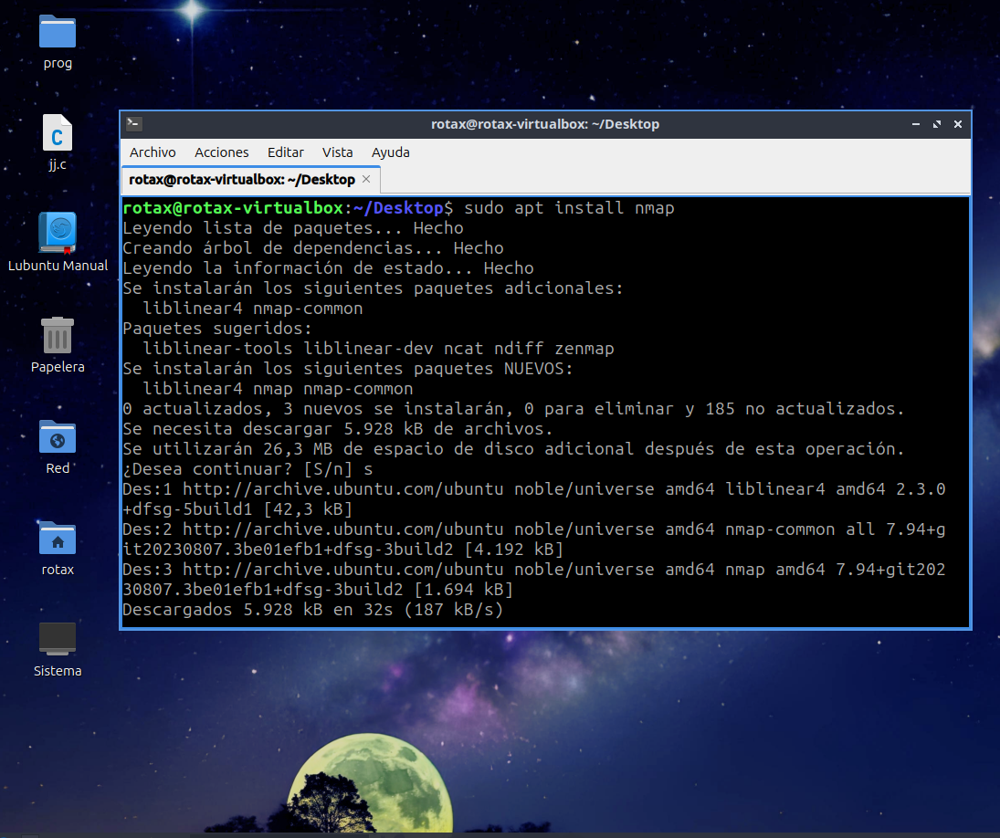 prog
jj.c
Lubuntu Manual
Papelera
Red
rotax
Sistema
rotax@rotax-virtualbox: ~/Desktop
Archivo Acciones Editar Vista Ayuda
rotax@rotax-virtualbox: ~/Desktop
rotax@rotax-virtualbox:~/Desktop$ sudo apt install nmap
Leyendo lista de paquetes... Hecho
Creando árbol de dependencias... Hecho
Leyendo la información de estado... Hecho
Se instalarán los siguientes paquetes adicionales:
liblinear4 nmap-common
Paquetes sugeridos:
liblinear-tools liblinear-dev ncat ndiff zenmap
Se instalarán los siguientes paquetes NUEVOS:
liblinear4 nmap nmap-common
0 actualizados, 3 nuevos se instalarán, 0 para eliminar y 185 no actualizados.
Se necesita descargar 5.928 kB de archivos.
Se utilizarán 26,3 MB de espacio de disco adicional después de esta operación.
¿Desea continuar? [S/n] s
Des:1 http://archive.ubuntu.com/ubuntu noble/universe amd64 liblinear4 amd64 2.3.0
+dfsg-5build1 [42,3 kB]
Des:2 http://archive.ubuntu.com/ubuntu noble/universe amd64 nmap-common all 7.94+g
it20230807.3be01efb1+dfsg-3build2 [4.192 kB]
Des:3 http://archive.ubuntu.com/ubuntu noble/universe amd64 nmap amd64 7.94+git202
30807.3be01efb1+dfsg-3build2 [1.694 kB]
Descargados 5.928 kB en 32s (187 kB/s)